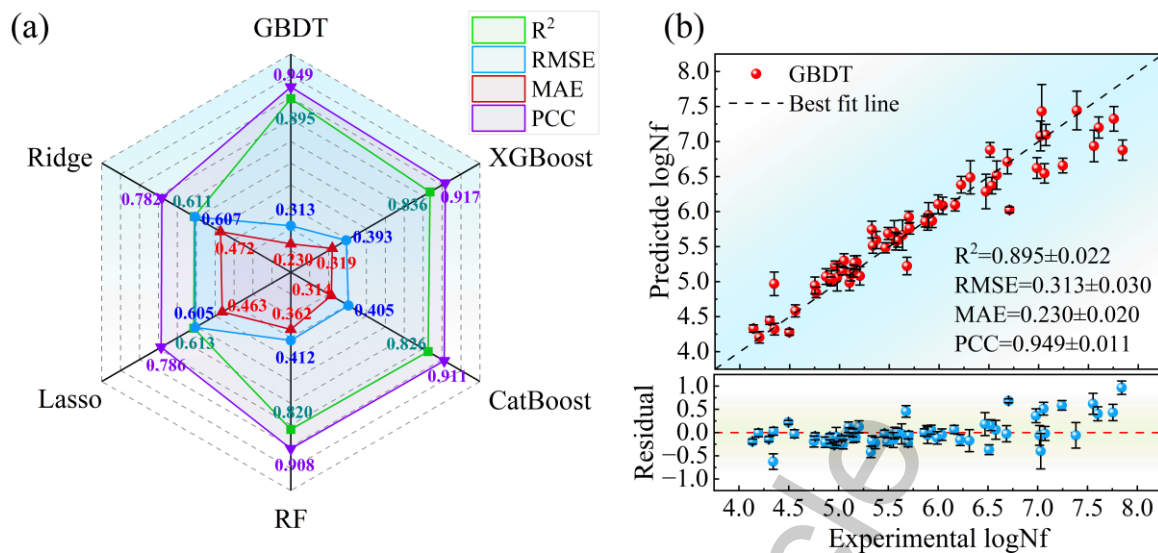 (a)
GBDT
R²
RMSE
MAE
PCC
0.949
0.895
Ridge
XGBoost
0.782
0.611
0.917
0.836
0.607
0.313
0.393
0.472
0.230
0.319
0.314
0.463
0.362
0.405
0.605
0.613
0.412
0.826
0.786
0.911
Lasso
CatBoost
0.820
0.908
RF
(b)
8.0
7.5
7.0
6.5
6.0
5.5
5.0
4.5
4.0
Predictde logNf
GBDT
Best fit line
R²=0.895±0.022
RMSE=0.313±0.030
MAE=0.230±0.020
PCC=0.949±0.011
Residual
1.0
0.5
0.0
−0.5
−1.0
4.0 4.5 5.0 5.5 6.0 6.5 7.0 7.5 8.0
Experimental logNf